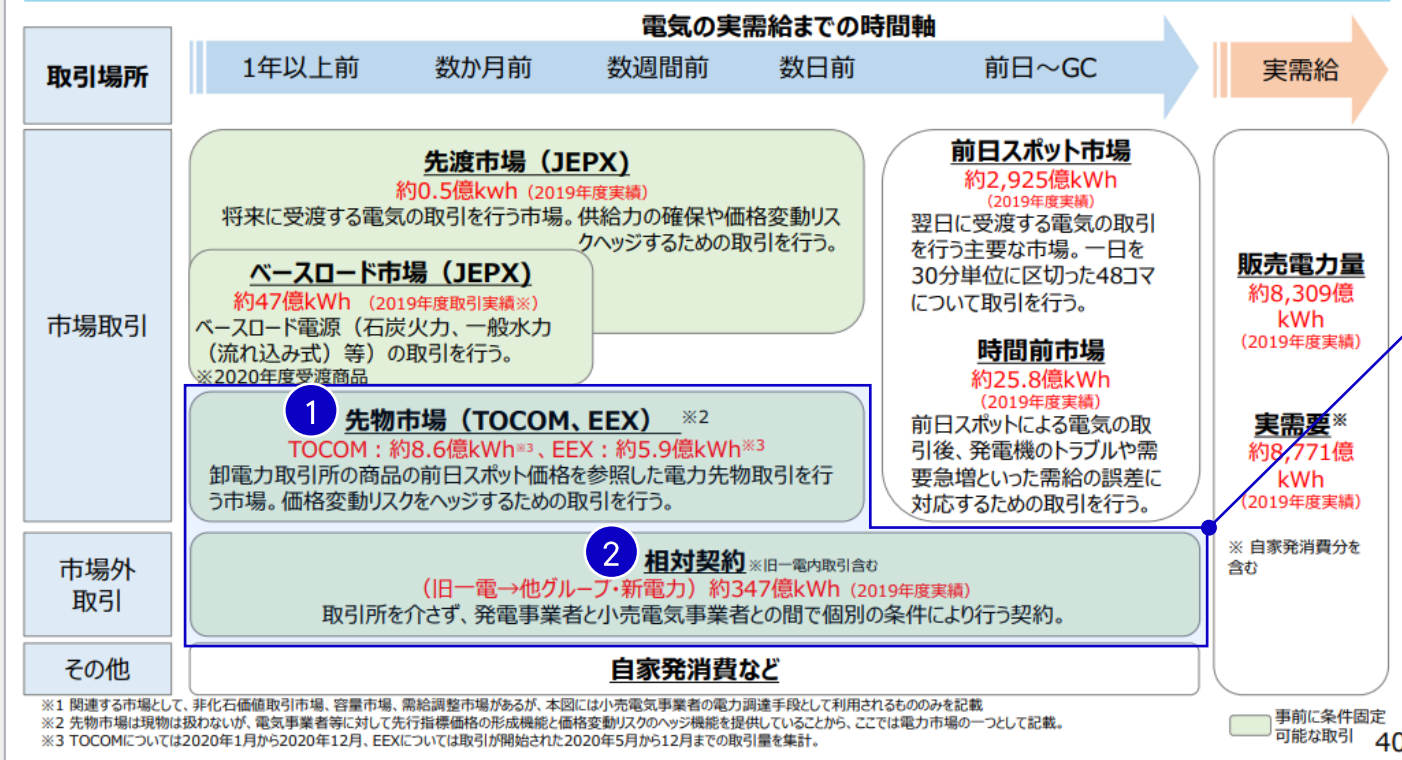 電気の実需給までの時間軸
取引場所
1年以上前
数か月前
数週間前
数日前
前日～GC
実需給
市場取引
先渡市場（JEPX）
約0.5億kwh（2019年度実績）
将来に受渡する電気の取引を行う市場。供給力の確保や価格変動リス
クヘッジするための取引を行う。
ベースロード市場（JEPX）
約47億kWh （2019年度取引実績※）
ベースロード電源（石炭火力、一般水力
（流れ込み式）等）の取引を行う。
※2020年度受渡商品
1
先物市場（TOCOM、EEX） ※2
TOCOM：約8.6億kWh※3、EEX：約5.9億kWh※3
卸電力取引所の商品の前日スポット価格を参照した電力先物取引を行
う市場。価格変動リスクをヘッジするための取引を行う。
前日スポット市場
約2,925億kWh
（2019年度実績）
翌日に受渡する電気の取引
を行う主要な市場。一日を
30分単位に区切った48コマ
について取引を行う。
時間前市場
約25.8億kWh
（2019年度実績）
前日スポットによる電気の取
引後、発電機のトラブルや需
要急増といった需給の誤差に
対応するための取引を行う。
販売電力量
約8,309億
kWh
（2019年度実績）
実需要※
約8,771億
kWh
（2019年度実績）
※ 自家発消費分を
含む
市場外
取引
2
相対契約※旧一電内取引含む
（旧一電→他グループ・新電力）約347億kWh（2019年度実績）
取引所を介さず、発電事業者と小売電気事業者との間で個別の条件により行う契約。
その他
自家発消費など
※1 関連する市場として、非化石価値取引市場、容量市場、需給調整市場があるが、本図には小売電気事業者の電力調達手段として利用されるもののみを記載
※2 先物市場は現物は扱わないが、電気事業者等に対して先行指標価格の形成機能と価格変動リスクのヘッジ機能を提供していることから、ここでは電力市場の一つとして記載。
※3 TOCOMについては2020年1月から2020年12月、EEXについては取引が開始された2020年5月から12月までの取引量を集計。
事前に条件固定
可能な取引
40